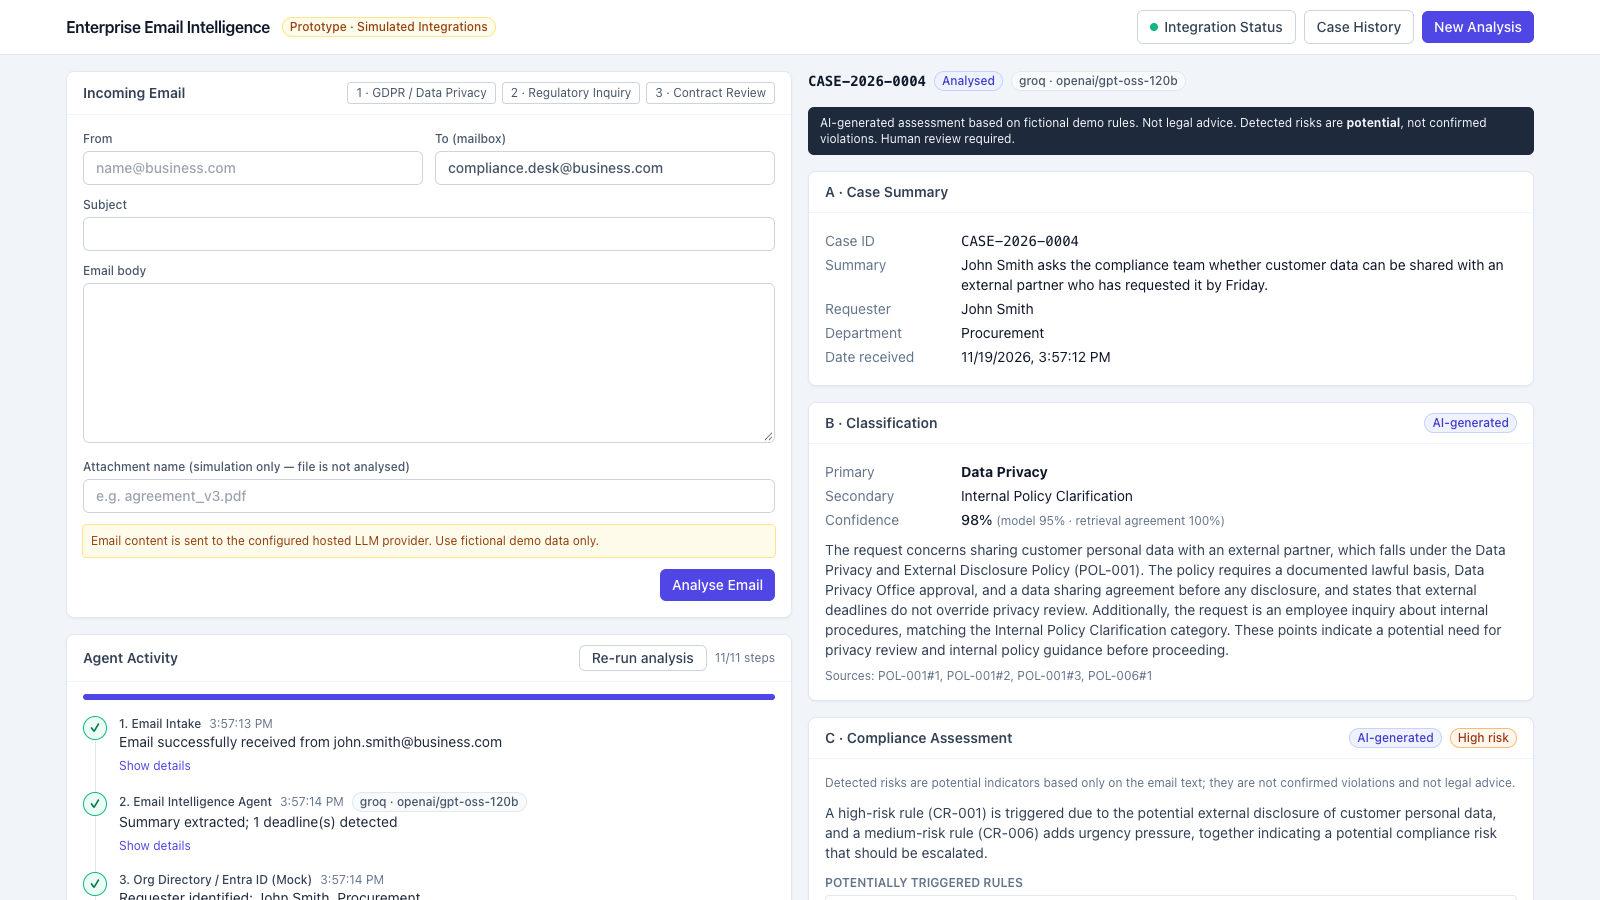 Enterprise Email Intelligence
Prototype · Simulated Integrations
Integration Status
Case History
New Analysis
Incoming Email
1 · GDPR / Data Privacy
2 · Regulatory Inquiry
3 · Contract Review
From
To (mailbox)
name@business.com
compliance.desk@business.com
Subject
Email body
Attachment name (simulation only — file is not analysed)
e.g. agreement_v3.pdf
Email content is sent to the configured hosted LLM provider. Use fictional demo data only.
Analyse Email
Agent Activity
Re-run analysis
11/11 steps
1. Email Intake 3:57:13 PM
Email successfully received from john.smith@business.com
Show details
2. Email Intelligence Agent 3:57:14 PM groq · openai/gpt-oss-120b
Summary extracted; 1 deadline(s) detected
Show details
3. Org Directory / Entra ID (Mock) 3:57:14 PM
Requester identified: John Smith, Procurement
CASE-2026-0004
Analysed
groq · openai/gpt-oss-120b
AI-generated assessment based on fictional demo rules. Not legal advice. Detected risks are potential, not confirmed
violations. Human review required.
A · Case Summary
Case ID CASE-2026-0004
Summary John Smith asks the compliance team whether customer data can be shared with an
external partner who has requested it by Friday.
Requester John Smith
Department Procurement
Date received 11/19/2026, 3:57:12 PM
B · Classification
AI-generated
Primary Data Privacy
Secondary Internal Policy Clarification
Confidence 98% (model 95% · retrieval agreement 100%)
The request concerns sharing customer personal data with an external partner, which falls under the Data
Privacy and External Disclosure Policy (POL-001). The policy requires a documented lawful basis, Data
Privacy Office approval, and a data sharing agreement before any disclosure, and states that external
deadlines do not override privacy review. Additionally, the request is an employee inquiry about internal
procedures, matching the Internal Policy Clarification category. These points indicate a potential need for
privacy review and internal policy guidance before proceeding.
Sources: POL-001#1, POL-001#2, POL-001#3, POL-006#1
C · Compliance Assessment
AI-generated
High risk
Detected risks are potential indicators based only on the email text; they are not confirmed violations and not legal advice.
A high-risk rule (CR-001) is triggered due to the potential external disclosure of customer personal data,
and a medium-risk rule (CR-006) adds urgency pressure, together indicating a potential compliance risk
that should be escalated.
POTENTIALLY TRIGGERED RULES